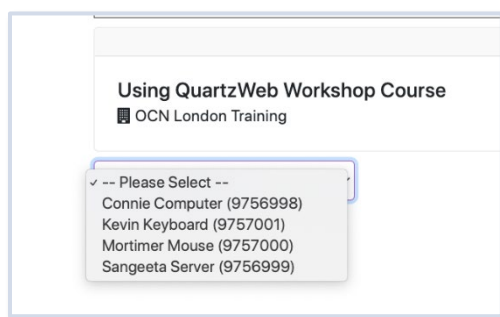 Using QuartzWeb Workshop Course
OCN London Training
-- Please Select --
Connie Computer (9756998)
Kevin Keyboard (9757001)
Mortimer Mouse (9757000)
Sangeeta Server (9756999)